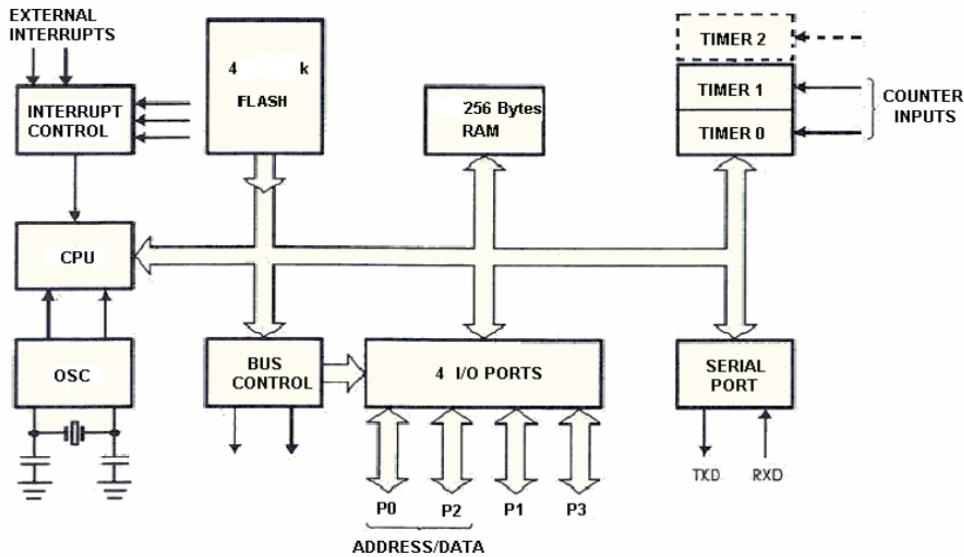 EXTERNAL
INTERRUPTS
INTERRUPT
CONTROL
4 k
FLASH
256 Bytes
RAM
TIMER 2
TIMER 1
TIMER 0
COUNTER
INPUTS
CPU
OSC
BUS
CONTROL
4 I/O PORTS
SERIAL
PORT
TXD RXD
P0 P2 P1 P3
ADDRESS/DATA